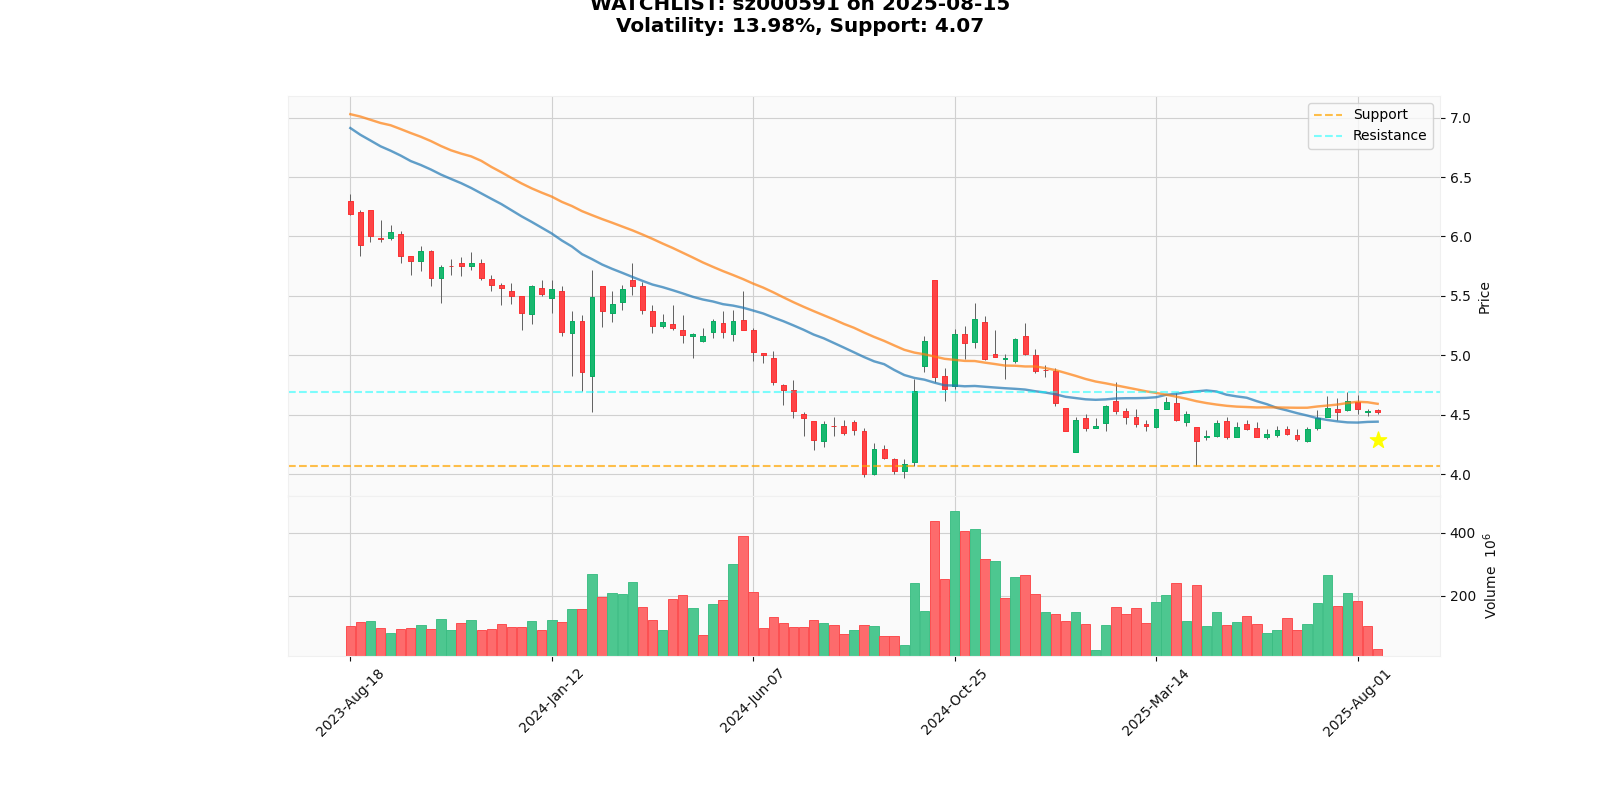 WATCHLIST: sz000591 on 2025-08-15
Volatility: 13.98%, Support: 4.07
Support
Resistance
7.0
6.5
6.0
5.5
5.0
4.5
4.0
Price
400
200
Volume 10⁶
2023-Aug-18
2024-Jan-12
2024-Jun-07
2024-Oct-25
2025-Mar-14
2025-Aug-01